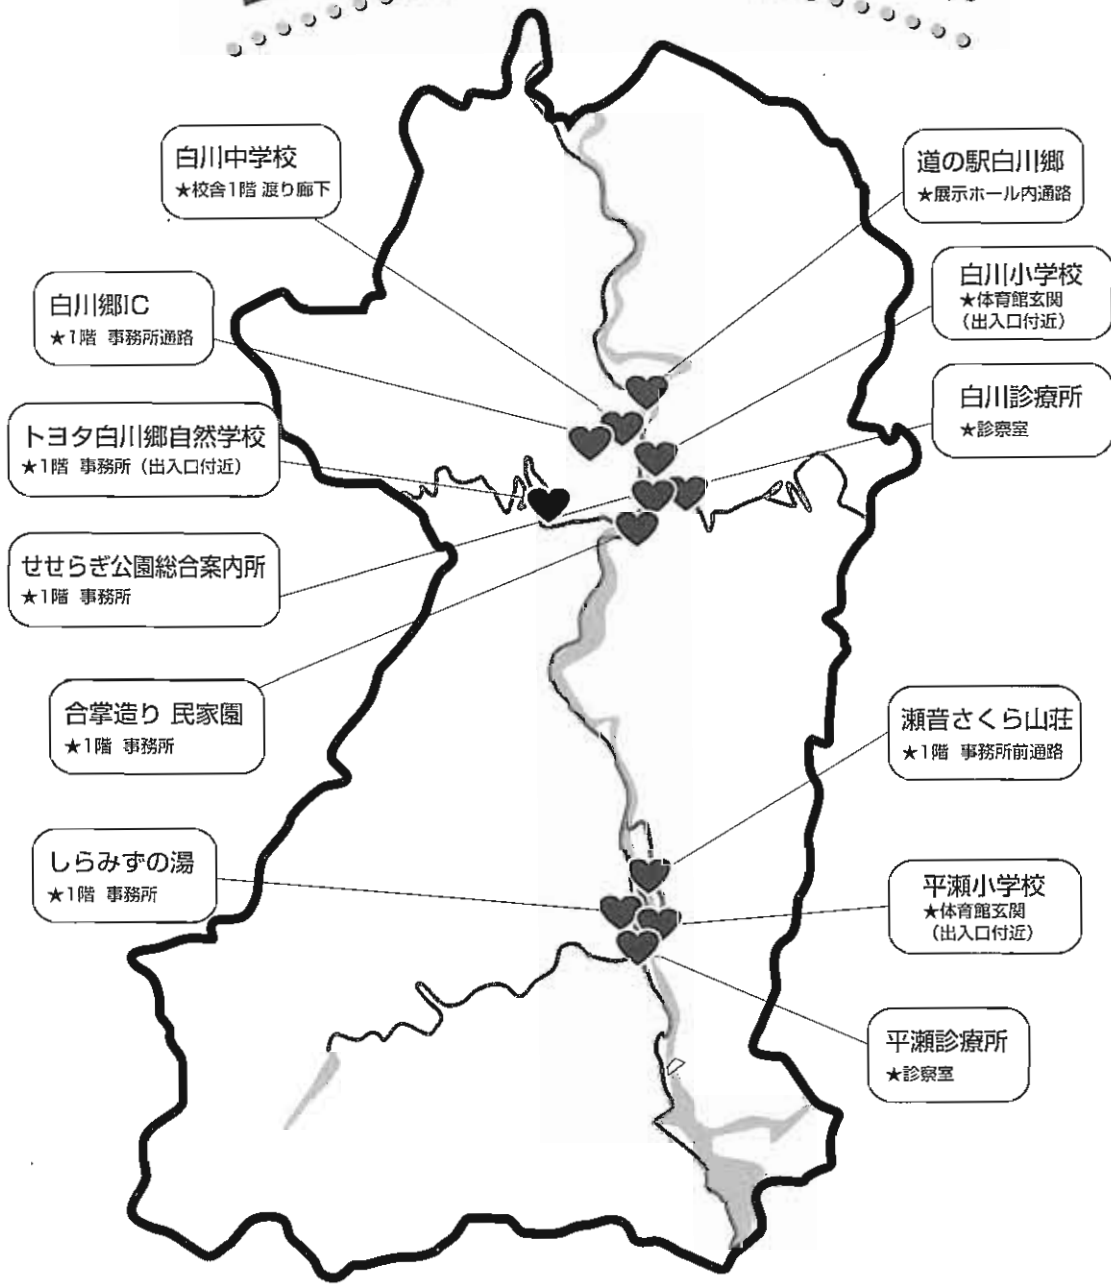 白川中学校
★校舎1階 渡り廊下
道の駅白川郷
★展示ホール内通路
白川郷IC
★1階 事務所通路
白川小学校
★体育館玄関
(出入口付近)
トヨタ白川郷自然学校
★1階 事務所(出入口付近)
白川診療所
★診察室
せせらぎ公園総合案内所
★1階 事務所
合掌造り 民家園
★1階 事務所
瀬音さくら山荘
★1階 事務所前通路
しらみずの湯
★1階 事務所
平瀬小学校
★体育館玄関
(出入口付近)
平瀬診療所
★診察室